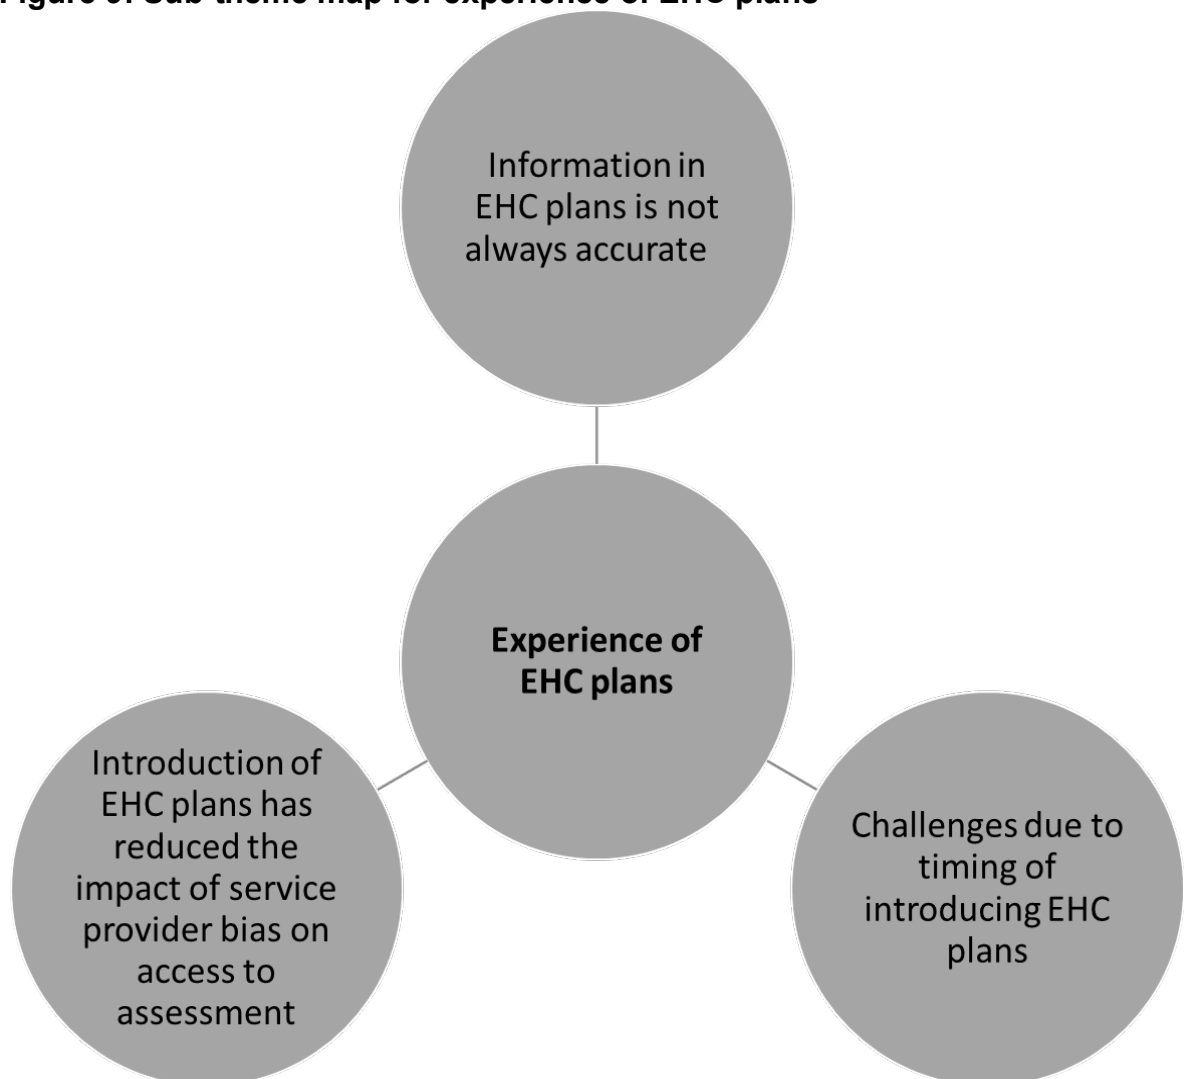 Information in
EHC plans is not
always accurate
Experience of
EHC plans
Introduction of
EHC plans has
reduced the
impact of service
provider bias on
access to
assessment
Challenges due to
timing of
introducing EHC
plans